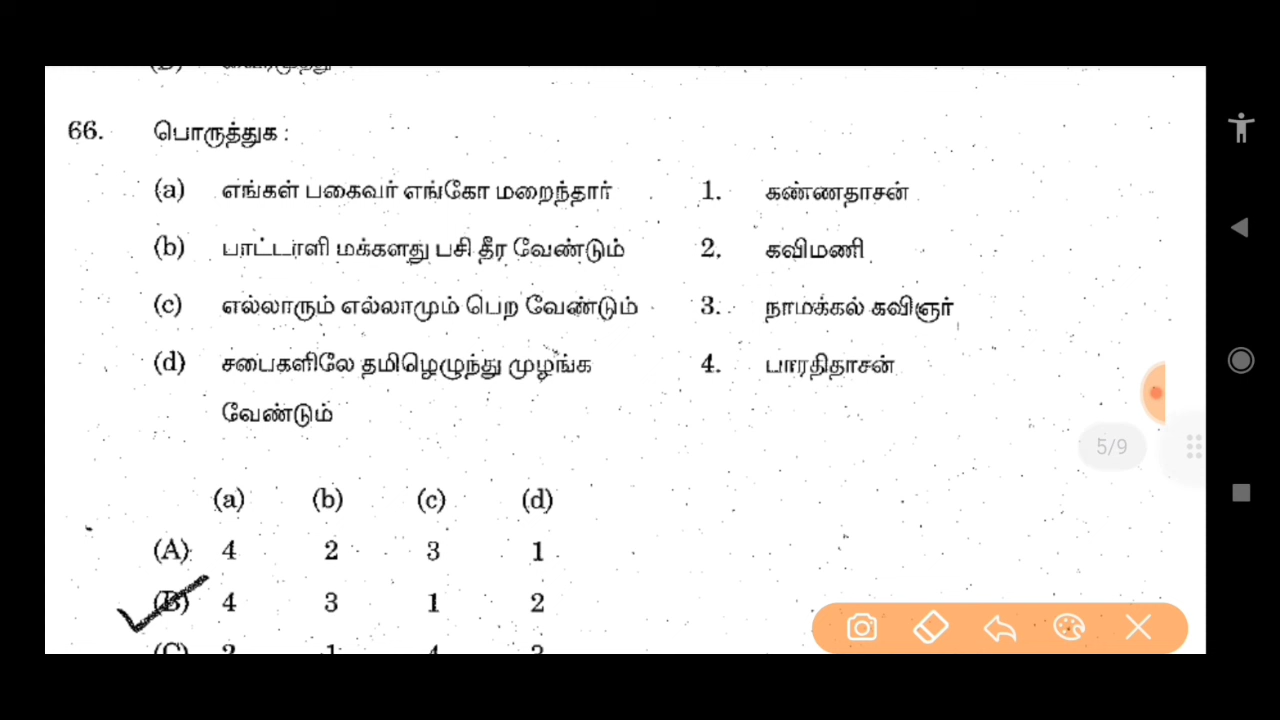 66. பொருத்துக :
(a) எங்கள் பகைவர் எங்கோ மறைந்தார் 1. கண்ணதாசன்
(b) பாட்டாளி மக்களது பசி தீர வேண்டும் 2. கவிமணி
(c) எல்லாரும் எல்லாமும் பெற வேண்டும் 3. நாமக்கல் கவிஞர்
(d) சபைகளிலே தமிழெழுந்து முழங்க 4. பாரதிதாசன்
வேண்டும்
(a) (b) (c) (d)
(A) 4 2 3 1
(B) 4 3 1 2
5/9